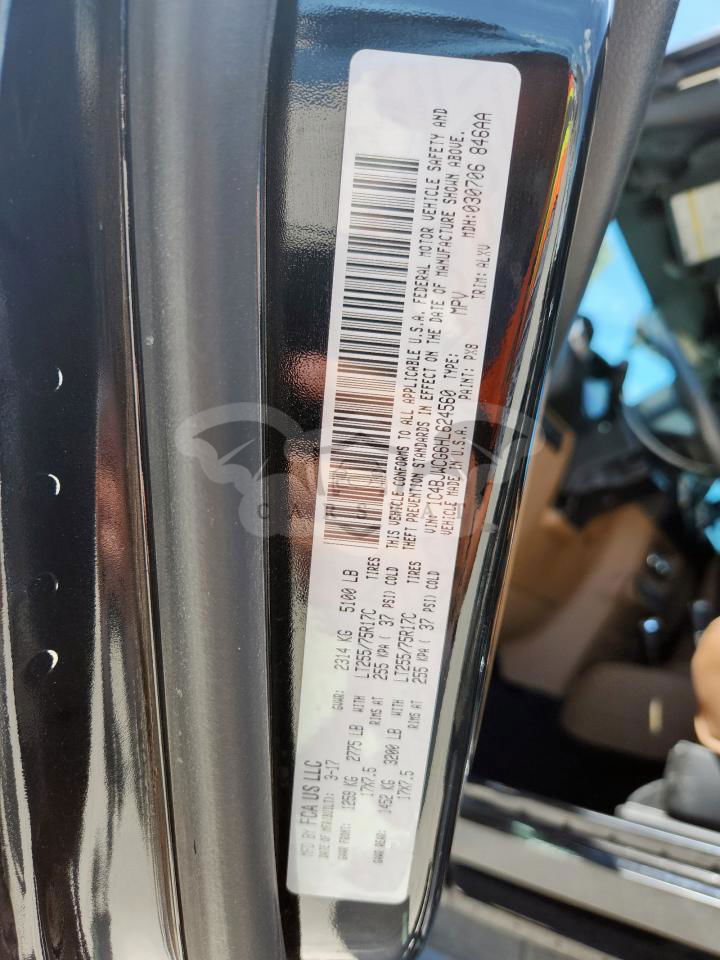 MFD BY FCA US LLC
DATE OF MFR: 3-17 GVWR: 2314 KG 5100 LB
GAWR FRONT: 1259 KG 2775 LB WITH LT255/75R17C TIRES
17X7.5 RIMS AT 255 KPA ( 37 PSI) COLD
GAWR REAR: 1452 KG 3200 LB WITH LT255/75R17C TIRES
17X7.5 RIMS AT 255 KPA ( 37 PSI) COLD
THIS VEHICLE CONFORMS TO ALL APPLICABLE U.S.A. FEDERAL MOTOR VEHICLE SAFETY AND
THEFT PREVENTION STANDARDS IN EFFECT ON THE DATE OF MANUFACTURE SHOWN ABOVE.
VIN: 1C4BJWCG6HL624560 TYPE: MPV MDH:030706 846AA
VEHICLE MADE IN U.S.A. PAINT: PX8 TRIM: ALXV